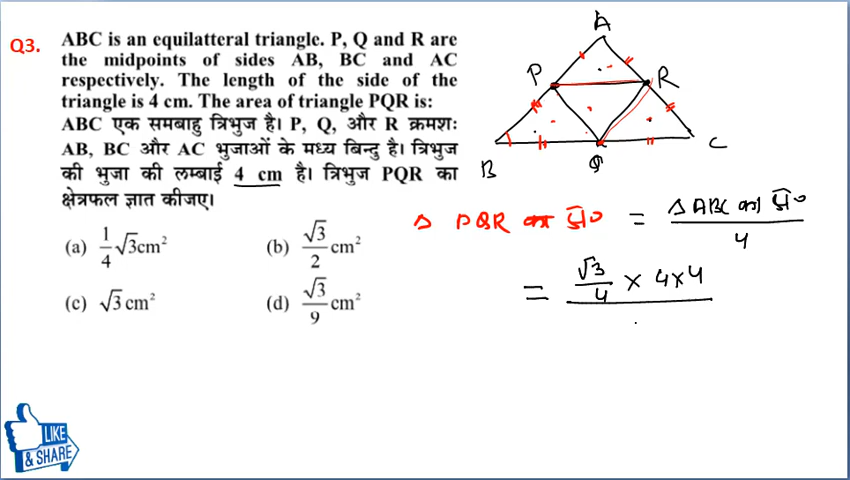 Q3. ABC is an equilatteral triangle. P, Q and R are
the midpoints of sides AB, BC and AC
respectively. The length of the side of the
triangle is 4 cm. The area of triangle PQR is:
ABC एक समबाहु त्रिभुज है। P, Q, और R क्रमशः
AB, BC और AC भुजाओं के मध्य बिन्दु है। त्रिभुज
की भुजा की लम्बाई 4 cm है। त्रिभुज PQR का
क्षेत्रफल ज्ञात कीजए।
(a) 1/4 √3cm² (b) √3/2 cm²
(c) √3 cm² (d) √3/9 cm²
A
P R
B Q C
Δ PQR का क्षे० = Δ ABC का क्षे० / 4
= √3/4 × 4×4
LIKE
& SHARE